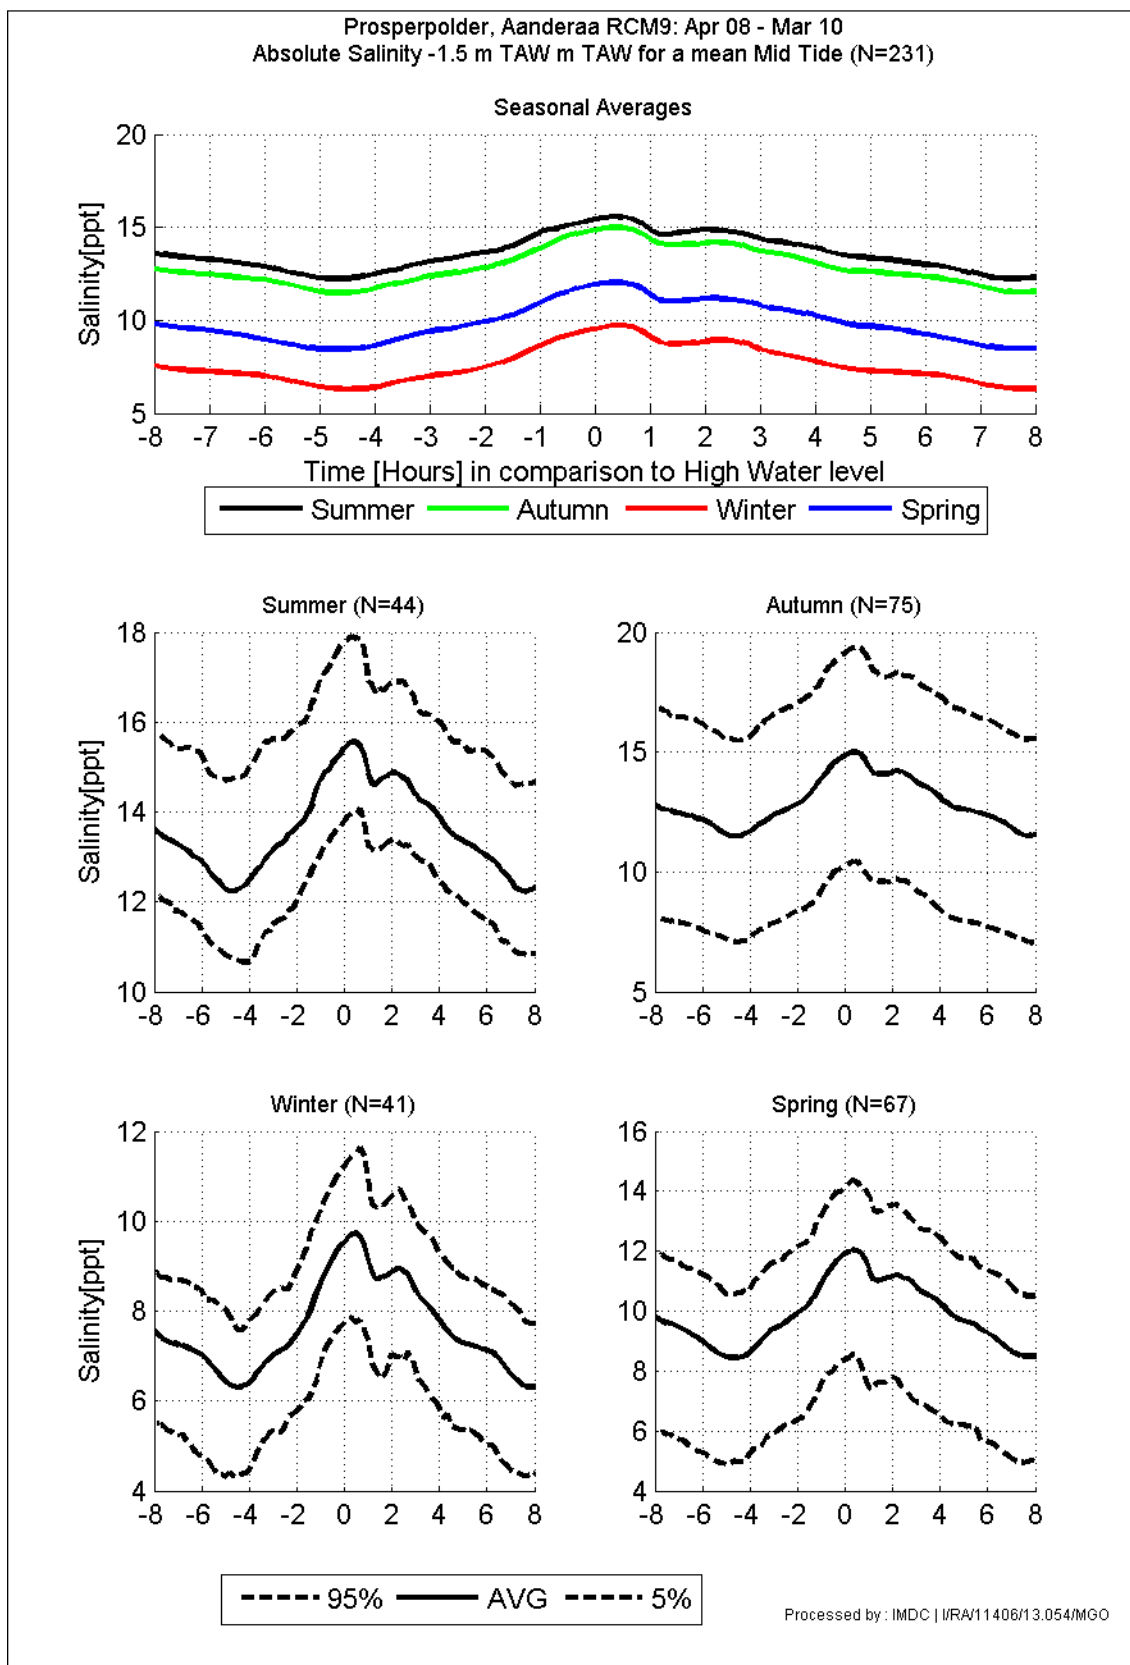 Prosperpolder, Aanderaa RCM9: Apr 08 - Mar 10
Absolute Salinity -1.5 m TAW m TAW for a mean Mid Tide (N=231)
Seasonal Averages
20
15
10
5
Salinity[ppt]
-8 -7 -6 -5 -4 -3 -2 -1 0 1 2 3 4 5 6 7 8
Time [Hours] in comparison to High Water level
Summer Autumn Winter Spring
Summer (N=44)
18
16
14
12
10
Salinity[ppt]
-8 -6 -4 -2 0 2 4 6 8
Autumn (N=75)
20
15
10
5
-8 -6 -4 -2 0 2 4 6 8
Winter (N=41)
12
10
8
6
4
Salinity[ppt]
-8 -6 -4 -2 0 2 4 6 8
Spring (N=67)
16
14
12
10
8
6
4
-8 -6 -4 -2 0 2 4 6 8
95% AVG 5%
Processed by : IMDC | I/RA/11406/13.054/MGO